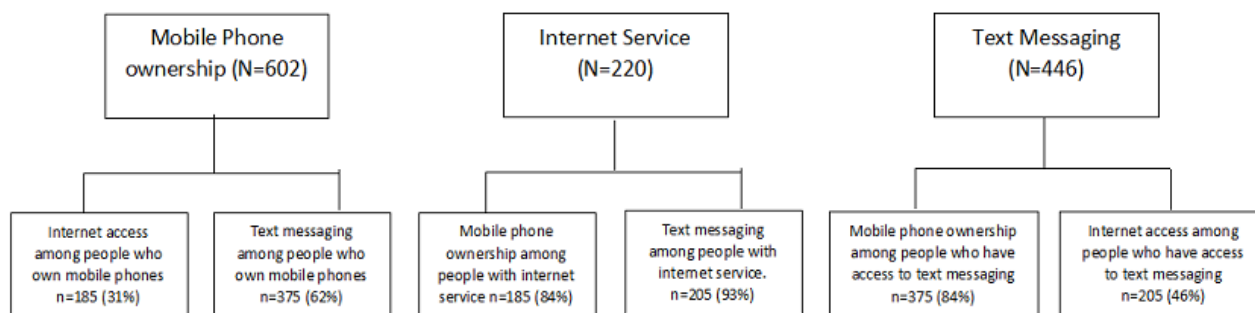 Mobile Phone
ownership (N=602)
Internet Service
(N=220)
Text Messaging
(N=446)
Internet access
among people who
own mobile phones
n=185 (31%)
Text messaging
among people who
own mobile phones
n=375 (62%)
Mobile phone
ownership among
people with internet
service n=185 (84%)
Text messaging
among people with
internet service.
n=205 (93%)
Mobile phone ownership
among people who have
access to text messaging
n=375 (84%)
Internet access among
people who have access
to text messaging
n=205 (46%)